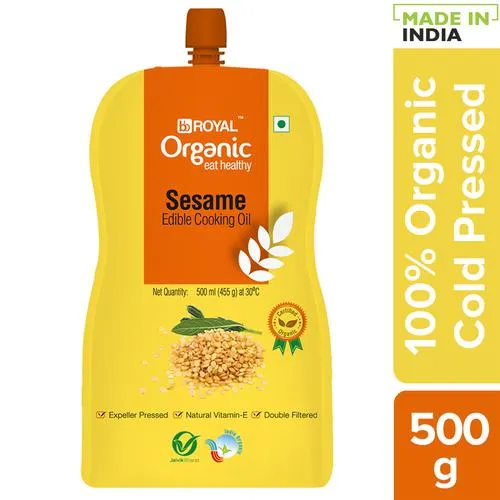 MADE IN
INDIA
bb ROYAL™
Organic
eat healthy
Sesame
Edible Cooking Oil
Net Quantity: 500 ml (455 g) at 30⁰C
Certified
Organic
Expeller Pressed
Natural Vitamin-E
Double Filtered
Jaivik Bharat
india organic
100% Organic
Cold Pressed
500
g